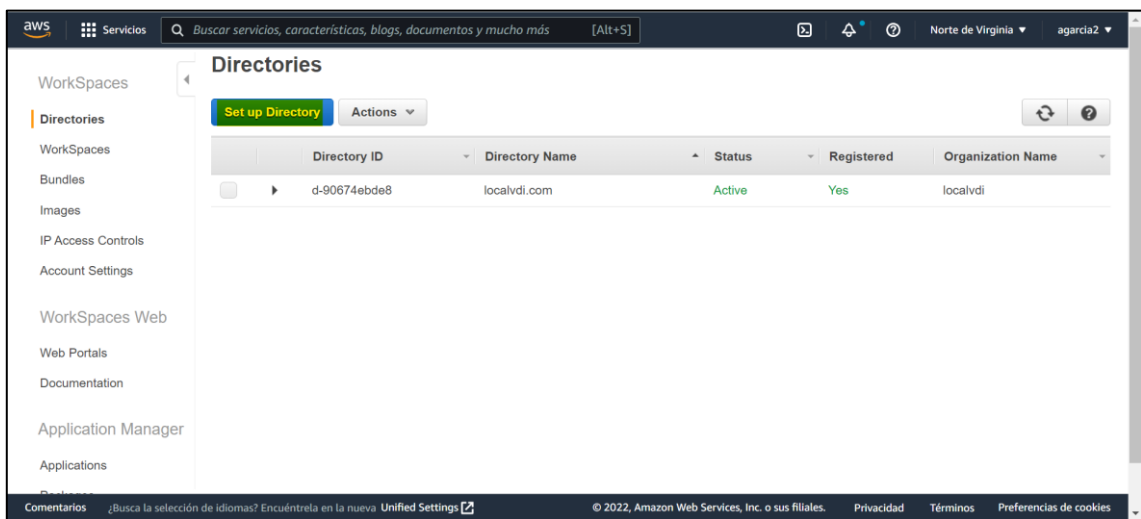 aws
Servicios
Buscar servicios, características, blogs, documentos y mucho más [Alt+S]
Norte de Virginia
agarcia2
WorkSpaces
Directories
WorkSpaces
Bundles
Images
IP Access Controls
Account Settings
WorkSpaces Web
Web Portals
Documentation
Application Manager
Applications
Directories
Set up Directory
Actions
Directory ID Directory Name Status Registered Organization Name
d-90674ebde8 localvdi.com Active Yes localvdi
Comentarios ¿Busca la selección de idiomas? Encuéntrela en la nueva Unified Settings © 2022, Amazon Web Services, Inc. o sus filiales. Privacidad Términos Preferencias de cookies